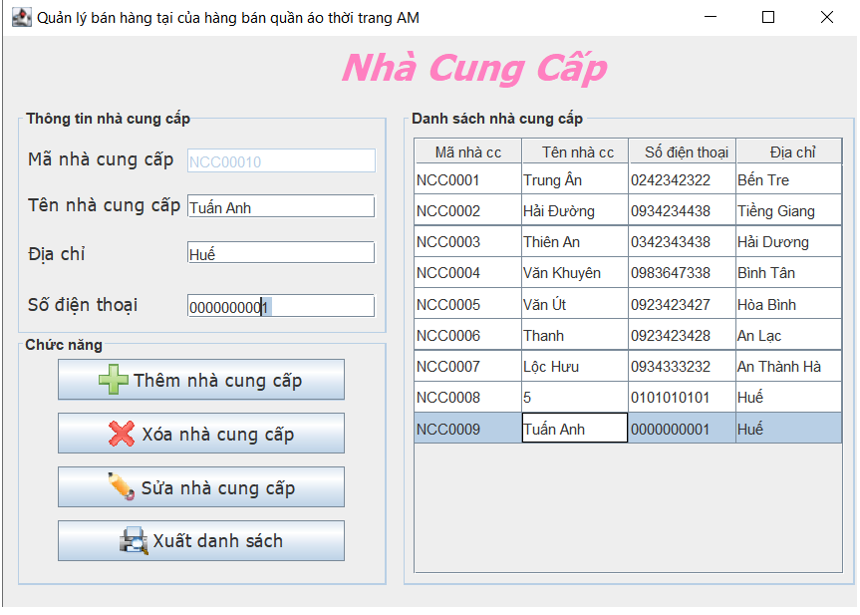 Quản lý bán hàng tại của hàng bán quần áo thời trang AM
Nhà Cung Cấp
Thông tin nhà cung cấp
Mã nhà cung cấp NCC00010
Tên nhà cung cấp Tuấn Anh
Địa chỉ Huế
Số điện thoại 0000000001
Chức năng
Thêm nhà cung cấp
Xóa nhà cung cấp
Sửa nhà cung cấp
Xuất danh sách
Danh sách nhà cung cấp
Mã nhà cc Tên nhà cc Số điện thoại Địa chỉ
NCC0001 Trung Ân 0242342322 Bến Tre
NCC0002 Hải Đường 0934234438 Tiềng Giang
NCC0003 Thiên An 0342343438 Hải Dương
NCC0004 Văn Khuyên 0983647338 Bình Tân
NCC0005 Văn Út 0923423427 Hòa Bình
NCC0006 Thanh 0923423428 An Lạc
NCC0007 Lộc Hưu 0934333232 An Thành Hà
NCC0008 5 0101010101 Huế
NCC0009 Tuấn Anh 0000000001 Huế